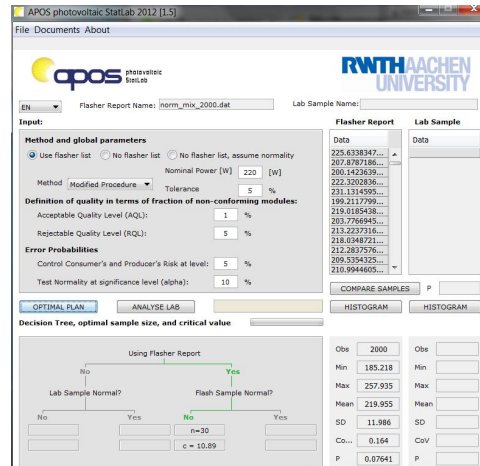 APOS photovoltaic StatLab 2012 [1.5]
File Documents About
apos photovoltaic StatLab
RWTH AACHEN UNIVERSITY
EN Flasher Report Name: norm_mix_2000.dat Lab Sample Name:
Input: Flasher Report Lab Sample
Method and global parameters
Data Data
Use flasher list No flasher list No flasher list, assume normality
Nominal Power [W] 220 [W]
Method Modified Procedure Tolerance 5 %
Definition of quality in terms of fraction of non-conforming modules:
Acceptable Quality Level (AQL): 1 %
Rejectable Quality Level (RQL): 5 %
Error Probabilities
Control Consumer's and Producer's Risk at level: 5 %
Test Normality at significance level (alpha): 10 %
225.6338347...
207.8787186...
200.1423639...
222.3202836...
231.1314595...
199.2117799...
219.0185438...
203.7766945...
213.2237316...
218.0348721...
212.2837576...
209.5354325...
210.9944605...
COMPARE SAMPLES P
OPTIMAL PLAN ANALYSE LAB HISTOGRAM HISTOGRAM
Decision Tree, optimal sample size, and critical value
Using Flasher Report
No Yes
Lab Sample Normal? Flash Sample Normal?
No Yes No Yes
n=30
c = 10.89
Obs 2000 Obs
Min 185.218 Min
Max 257.935 Max
Mean 219.955 Mean
SD 11.986 SD
Co... 0.164 CoV
P 0.07641 P